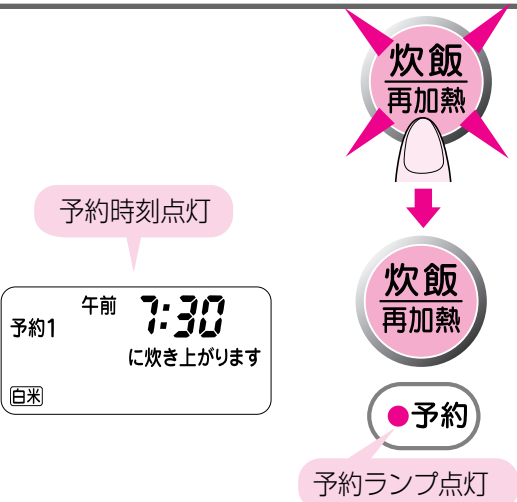 炊飯
再加熱
予約時刻点灯
予約1 午前 7:30
に炊き上がります
白米
炊飯
再加熱
予約
予約ランプ点灯